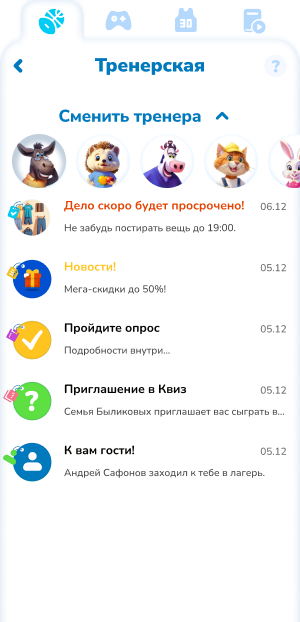 30
Тренерская
?
Сменить тренера
Дело скоро будет просрочено!
06.12
Не забудь постирать вещь до 19:00.
Новости!
05.12
Мега-скидки до 50%!
Пройдите опрос
05.12
Подробности внутри...
?
Приглашение в Квиз
05.12
Семья Быликовых приглашает вас сыграть в...
К вам гости!
05.12
Андрей Сафонов заходил к тебе в лагерь.